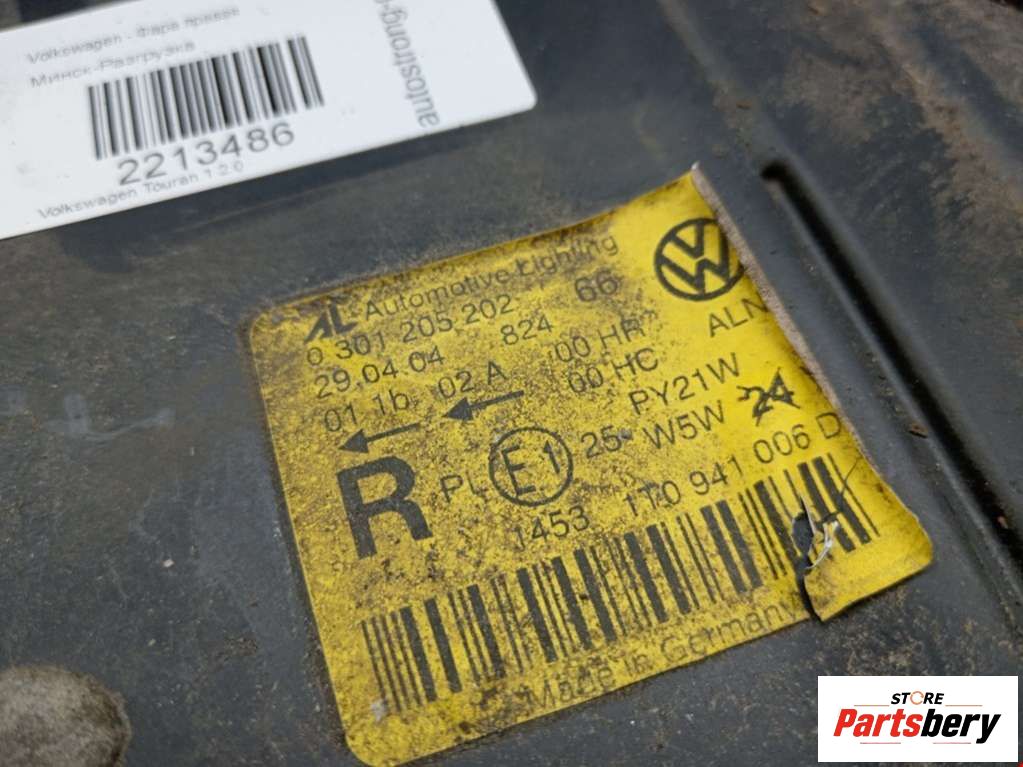 Volkswagen - Фара правая
Минск-Разгрузка
2213486
Volkswagen Touran 1 2.0
autostrong-
AL Automotive Lighting
0 301 205 202 66
29.04.04 824
01 1b 02 A 00 HR
00 HC
ALN
PY21W
R PL E1 25 W5W 24
1453 1T0 941 006 D
Made in Germany
STORE
Partsbery